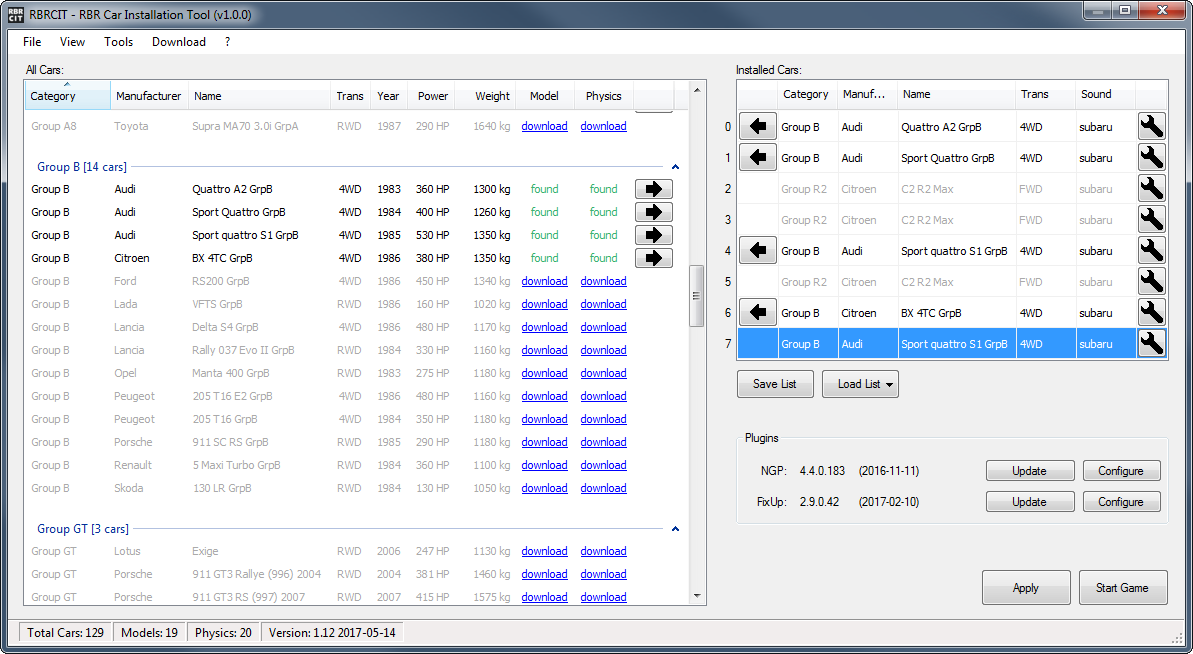 RBR CIT RBRCIT - RBR Car Installation Tool (v1.0.0)
File View Tools Download ?
All Cars:
Category Manufacturer Name Trans Year Power Weight Model Physics
Group A8 Toyota Supra MA70 3.0i GrpA RWD 1987 290 HP 1640 kg download download
Group B [14 cars]
Group B Audi Quattro A2 GrpB 4WD 1983 360 HP 1300 kg found found
Group B Audi Sport Quattro GrpB 4WD 1984 400 HP 1260 kg found found
Group B Audi Sport quattro S1 GrpB 4WD 1985 530 HP 1350 kg found found
Group B Citroen BX 4TC GrpB 4WD 1986 380 HP 1350 kg found found
Group B Ford RS200 GrpB 4WD 1986 450 HP 1340 kg download download
Group B Lada VFTS GrpB RWD 1986 160 HP 1020 kg download download
Group B Lancia Delta S4 GrpB 4WD 1986 480 HP 1170 kg download download
Group B Lancia Rally 037 Evo II GrpB RWD 1984 330 HP 1160 kg download download
Group B Opel Manta 400 GrpB RWD 1983 275 HP 1180 kg download download
Group B Peugeot 205 T16 E2 GrpB 4WD 1986 480 HP 1160 kg download download
Group B Peugeot 205 T16 GrpB 4WD 1984 350 HP 1180 kg download download
Group B Porsche 911 SC RS GrpB RWD 1985 290 HP 1180 kg download download
Group B Renault 5 Maxi Turbo GrpB RWD 1984 360 HP 1100 kg download download
Group B Skoda 130 LR GrpB RWD 1984 130 HP 1050 kg download download
Group GT [3 cars]
Group GT Lotus Exige RWD 2006 247 HP 1130 kg download download
Group GT Porsche 911 GT3 Rallye (996) 2004 RWD 2004 381 HP 1460 kg download download
Group GT Porsche 911 GT3 RS (997) 2007 RWD 2007 415 HP 1575 kg download download
Installed Cars:
Category Manuf... Name Trans Sound
0 Group B Audi Quattro A2 GrpB 4WD subaru
1 Group B Audi Sport Quattro GrpB 4WD subaru
2 Group R2 Citroen C2 R2 Max FWD subaru
3 Group R2 Citroen C2 R2 Max FWD subaru
4 Group B Audi Sport quattro S1 GrpB 4WD subaru
5 Group R2 Citroen C2 R2 Max FWD subaru
6 Group B Citroen BX 4TC GrpB 4WD subaru
7 Group B Audi Sport quattro S1 GrpB 4WD subaru
Save List Load List
Plugins
NGP: 4.4.0.183 (2016-11-11) Update Configure
FixUp: 2.9.0.42 (2017-02-10) Update Configure
Apply Start Game
Total Cars: 129 Models: 19 Physics: 20 Version: 1.12 2017-05-14